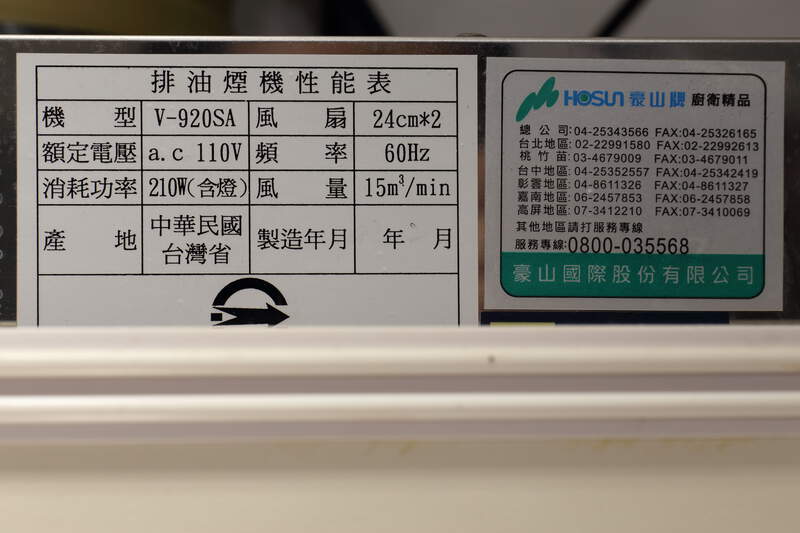 排油煙機性能表
機 型 V-920SA 風 扇 24cm*2
額定電壓 a.c 110V 頻 率 60Hz
消耗功率 210W(含燈) 風 量 15m³/min
產 地 中華民國台灣省 製造年月 年 月
HOSUN 豪山牌 廚衛精品
總 公 司:04-25343566 FAX:04-25326165
台北地區:02-22991580 FAX:02-22992613
桃 竹 苗:03-4679009 FAX:03-4679011
台中地區:04-25352557 FAX:04-25342419
彰雲地區:04-8611326 FAX:04-8611327
嘉南地區:06-2457853 FAX:06-2457858
高屏地區:07-3412210 FAX:07-3410069
其他地區請打服務專線
服務專線:0800-035568
豪山國際股份有限公司